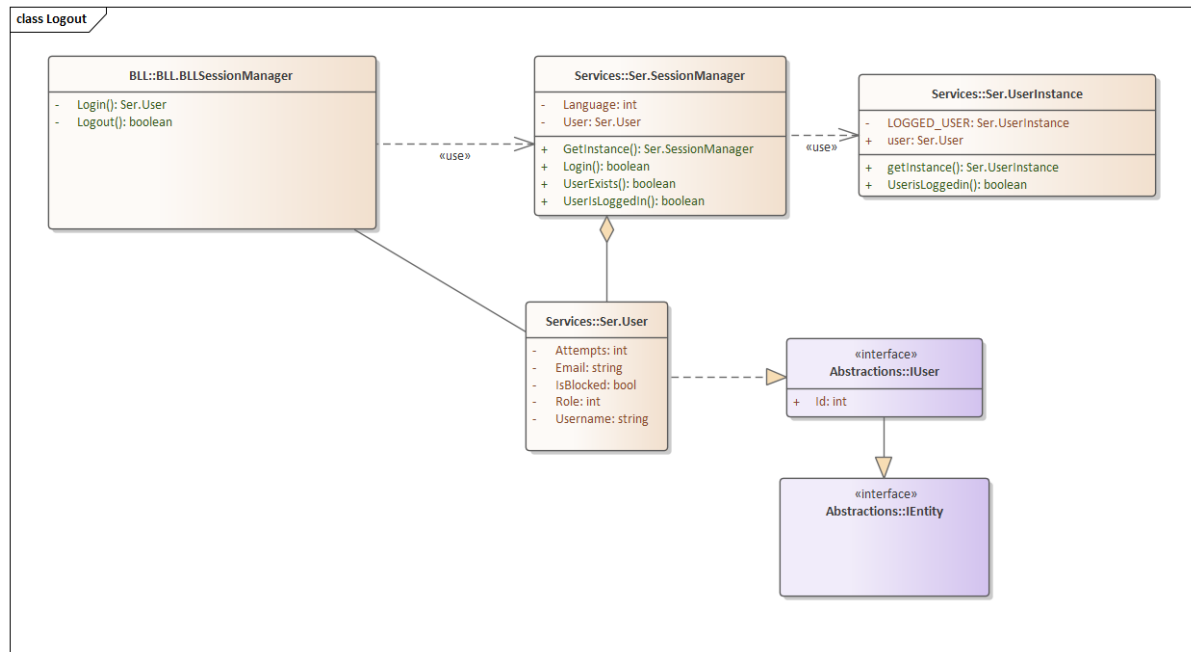 class Logout
BLL::BLL.BLLSessionManager
- Login(): Ser.User
- Logout(): boolean
«use»
Services::Ser.SessionManager
- Language: int
- User: Ser.User
+ GetInstance(): Ser.SessionManager
+ Login(): boolean
+ UserExists(): boolean
+ UserIsLoggedIn(): boolean
«use»
Services::Ser.UserInstance
- LOGGED_USER: Ser.UserInstance
+ user: Ser.User
+ getInstance(): Ser.UserInstance
+ UserisLoggedin(): boolean
Services::Ser.User
- Attempts: int
- Email: string
- IsBlocked: bool
- Role: int
- Username: string
«interface»
Abstractions::IUser
+ Id: int
«interface»
Abstractions::IEntity